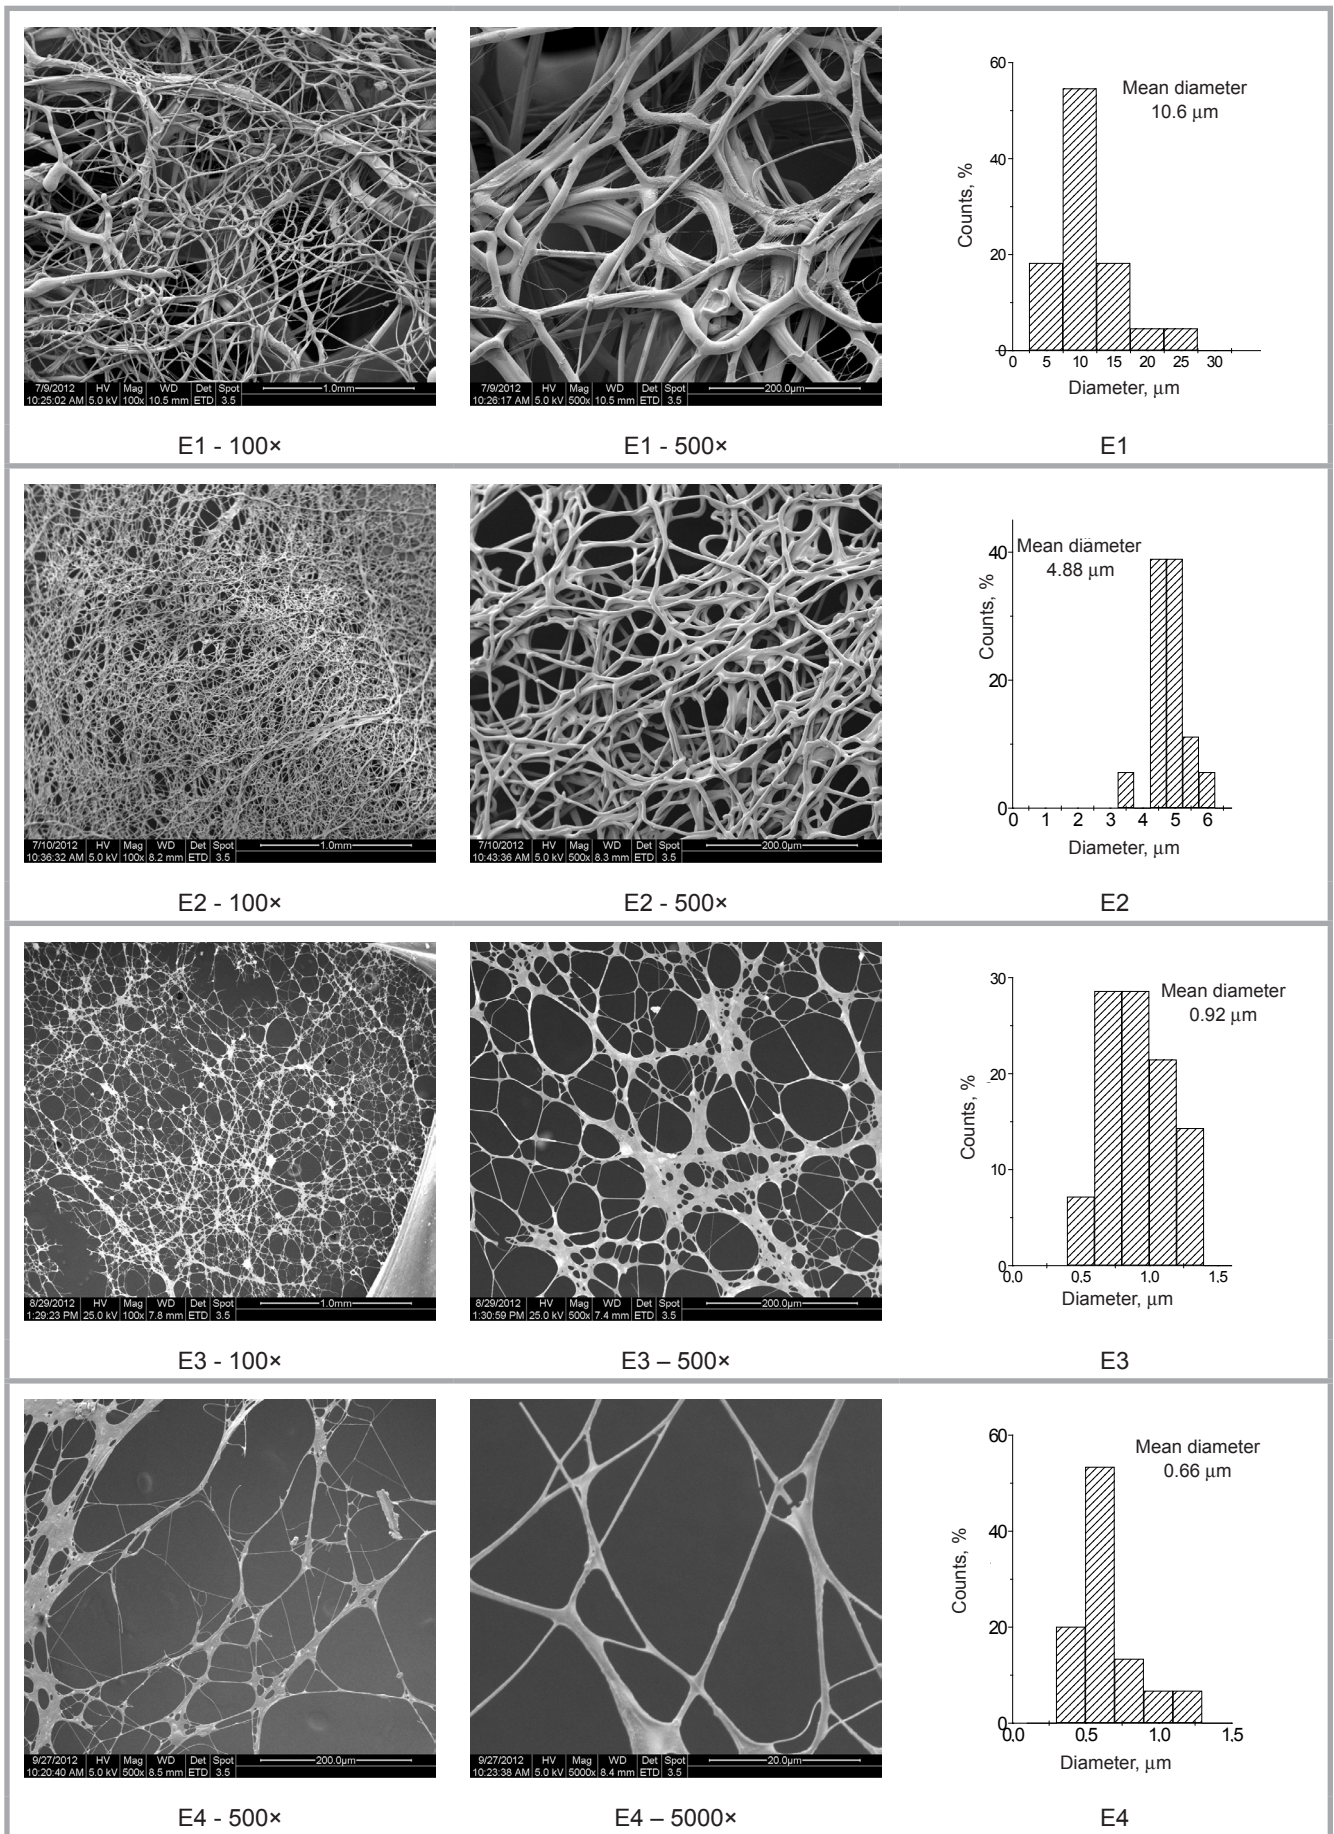 7/9/2012 HV Mag WD Det Spot 1.0mm
10:25:02 AM 5.0 kV 100x 10.5 mm ETD 3.5
7/9/2012 HV Mag WD Det Spot 200.0µm
10:26:17 AM 5.0 kV 500x 10.5 mm ETD 3.5
60
40
20
0
Counts, %
Mean diameter
10.6 µm
0 5 10 15 20 25 30
Diameter, µm
E1 - 100×
E1 - 500×
E1
7/10/2012 HV Mag WD Det Spot 1.0mm
10:36:32 AM 5.0 kV 100x 8.2 mm ETD 3.5
7/10/2012 HV Mag WD Det Spot 200.0µm
10:43:36 AM 5.0 kV 500x 8.3 mm ETD 3.5
40
20
0
Counts, %
Mean diameter
4.88 µm
0 1 2 3 4 5 6
Diameter, µm
E2 - 100×
E2 - 500×
E2
8/29/2012 HV Mag WD Det Spot 1.0mm
1:29:23 PM 25.0 kV 100x 7.8 mm ETD 3.5
8/29/2012 HV Mag WD Det Spot 200.0µm
1:30:59 PM 25.0 kV 500x 7.4 mm ETD 3.5
30
20
10
0
Counts, %
Mean diameter
0.92 µm
0.0 0.5 1.0 1.5
Diameter, µm
E3 - 100×
E3 – 500×
E3
9/27/2012 HV Mag WD Det Spot 200.0µm
10:20:40 AM 5.0 kV 500x 8.5 mm ETD 3.5
9/27/2012 HV Mag WD Det Spot 20.0µm
10:23:38 AM 5.0 kV 5000x 8.4 mm ETD 3.5
60
40
20
0
Counts, %
Mean diameter
0.66 µm
0.0 0.5 1.0 1.5
Diameter, µm
E4 - 500×
E4 – 5000×
E4